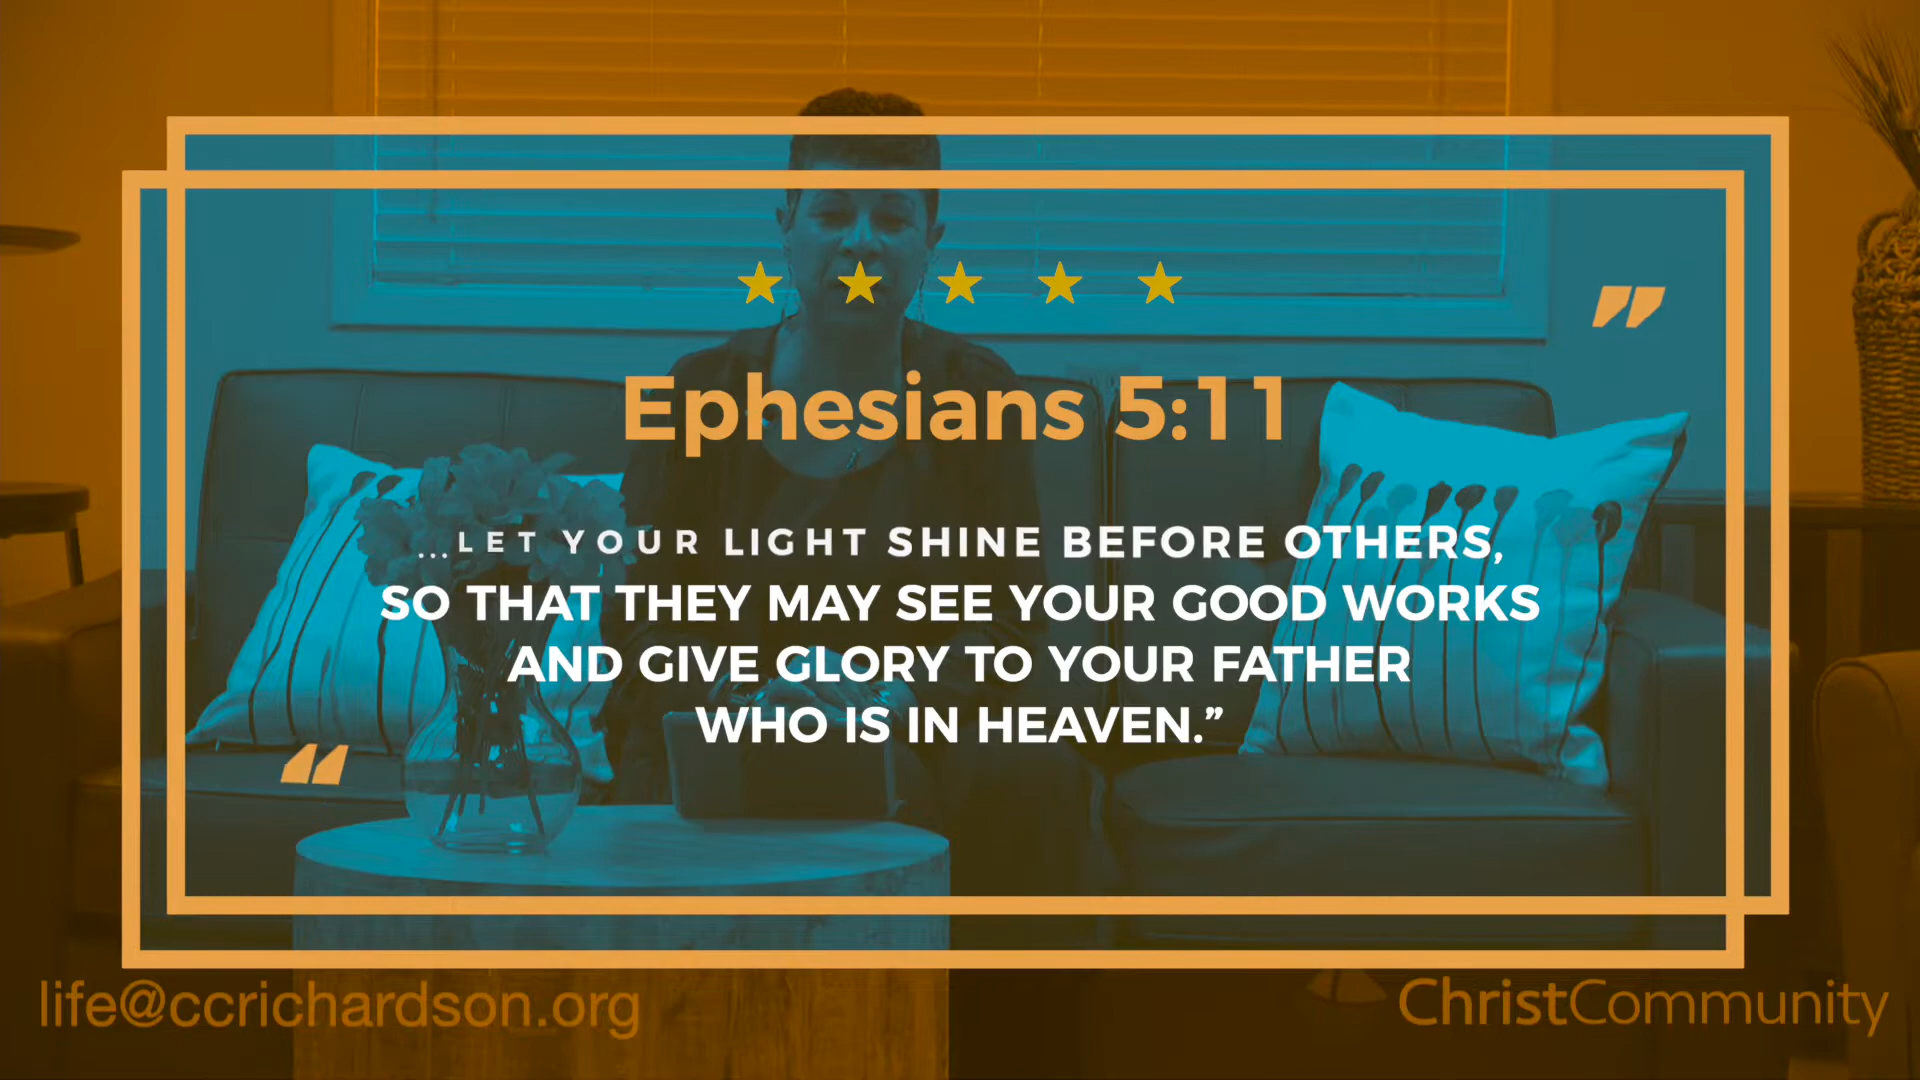 Ephesians 5:11
...LET YOUR LIGHT SHINE BEFORE OTHERS,
SO THAT THEY MAY SEE YOUR GOOD WORKS
AND GIVE GLORY TO YOUR FATHER
WHO IS IN HEAVEN.”
life@ccrichardson.org
ChristCommunity